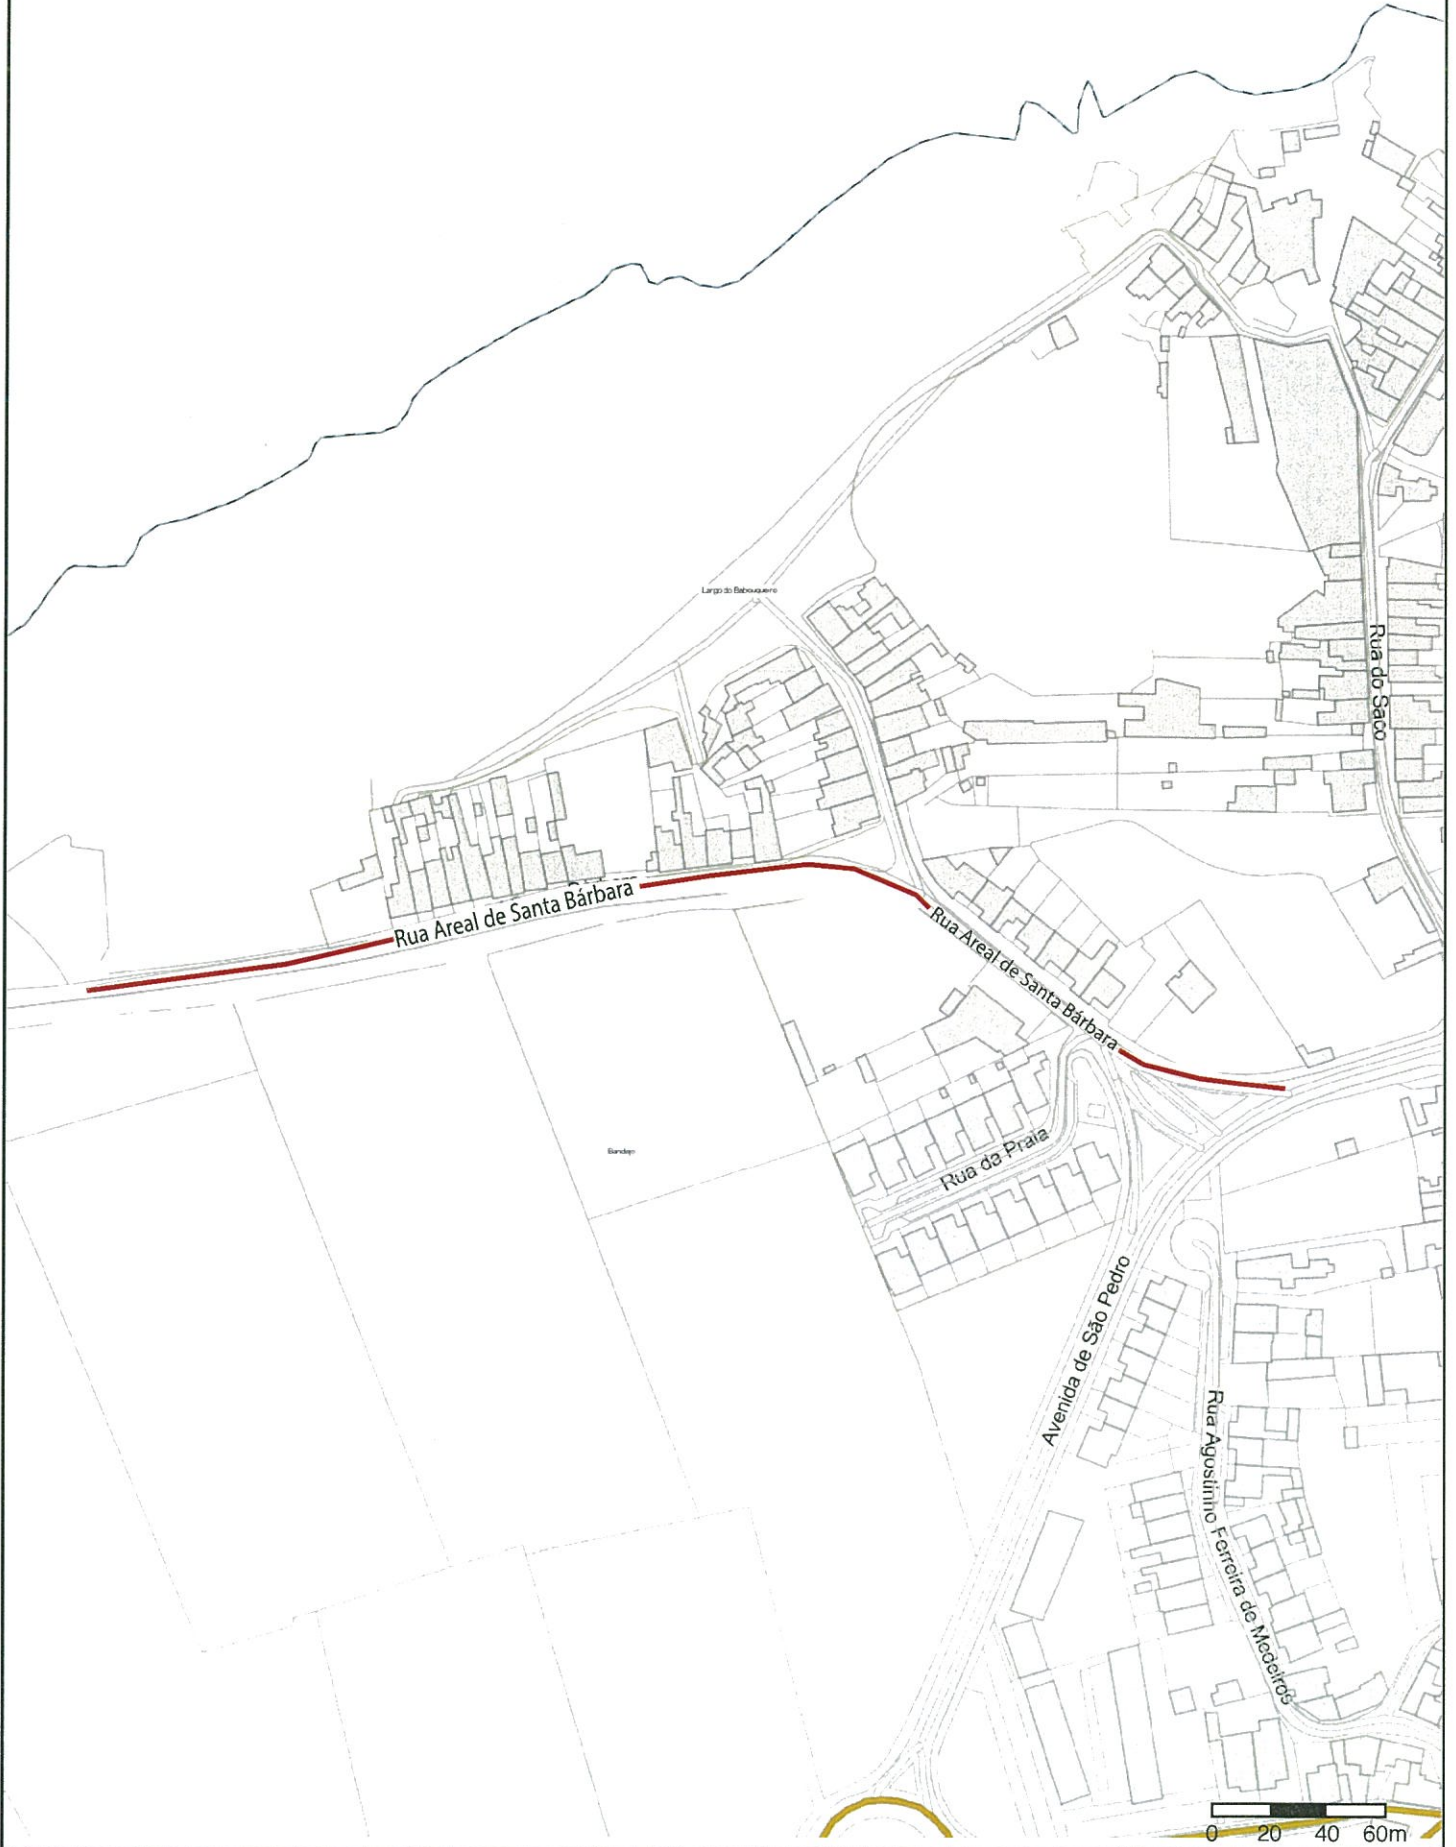 Largo do Babouqueiro
Rua do Saco
Rua Areal de Santa Bárbara
Rua Areal de Santa Bárbara
Rua da Praia
Avenida de São Pedro
Rua Agostinho Ferreira de Medeiros
0 20 40 60m